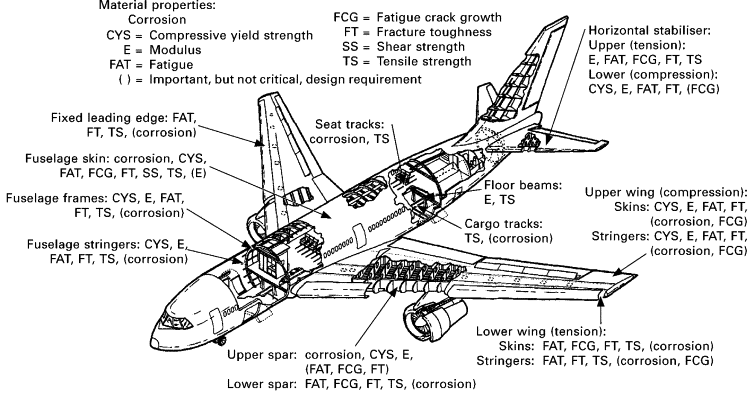 Material properties:
Corrosion
CYS = Compressive yield strength
E = Modulus
FAT = Fatigue
( ) = Important, but not critical, design requirement
FCG = Fatigue crack growth
FT = Fracture toughness
SS = Shear strength
TS = Tensile strength
Horizontal stabiliser:
Upper (tension):
E, FAT, FCG, FT, TS
Lower (compression):
CYS, E, FAT, FT, (FCG)
Fixed leading edge: FAT,
FT, TS, (corrosion)
Seat tracks:
corrosion, TS
Fuselage skin: corrosion, CYS,
FAT, FCG, FT, SS, TS, (E)
Floor beams:
E, TS
Upper wing (compression):
Skins: CYS, E, FAT, FT,
(corrosion, FCG)
Stringers: CYS, E, FAT, FT,
(corrosion, FCG)
Fuselage frames: CYS, E, FAT,
FT, TS, (corrosion)
Cargo tracks:
TS, (corrosion)
Fuselage stringers: CYS, E,
FAT, FT, TS, (corrosion)
Lower wing (tension):
Skins: FAT, FCG, FT, TS, (corrosion)
Stringers: FAT, FT, TS, (corrosion, FCG)
Upper spar: corrosion, CYS, E,
(FAT, FCG, FT)
Lower spar: FAT, FCG, FT, TS, (corrosion)